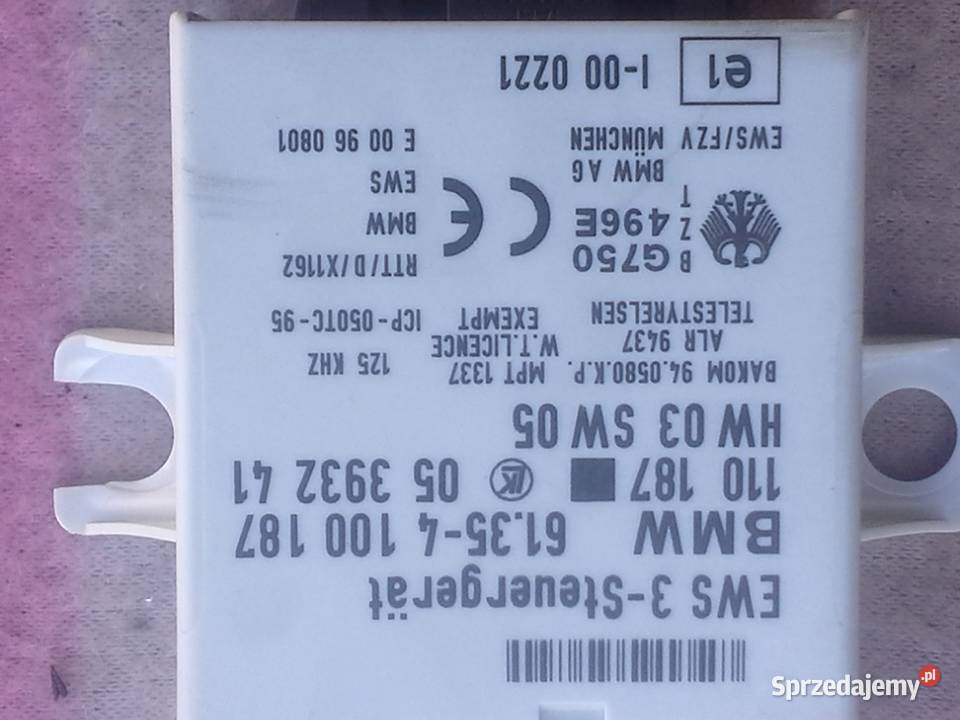 EWS 3-Steuergerät
BMW 61.35-4 100 187
110 187 LK 05 3932 41
HW 03 SW 05
BAKOM 94.0580.K.P. MPT 1337 125 KHZ
ALR 9437 W.T.LICENCE
TELESTYRELSEN EXEMPT ICP-050TC-95
B Z T G750 496E CE RTT/D/X1162
BMW
EWS
BMW AG
EWS/FZV MÜNCHEN E 00 96 0801
e1 I-00 0221
Sprzedajemy.pl